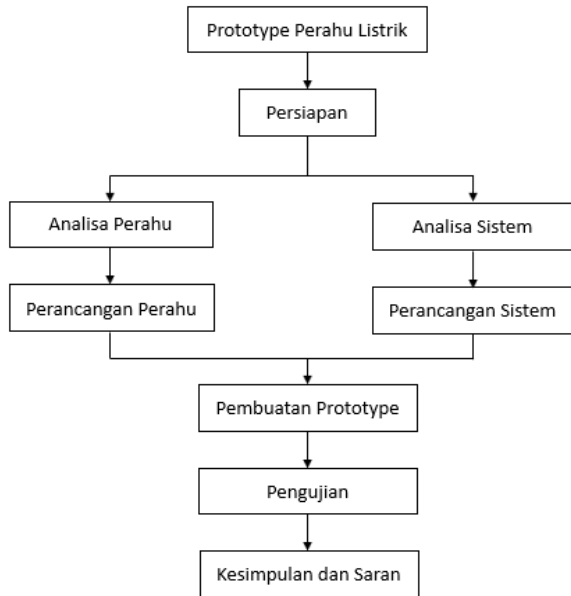 Prototype Perahu Listrik
Persiapan
Analisa Perahu
Analisa Sistem
Perancangan Perahu
Perancangan Sistem
Pembuatan Prototype
Pengujian
Kesimpulan dan Saran